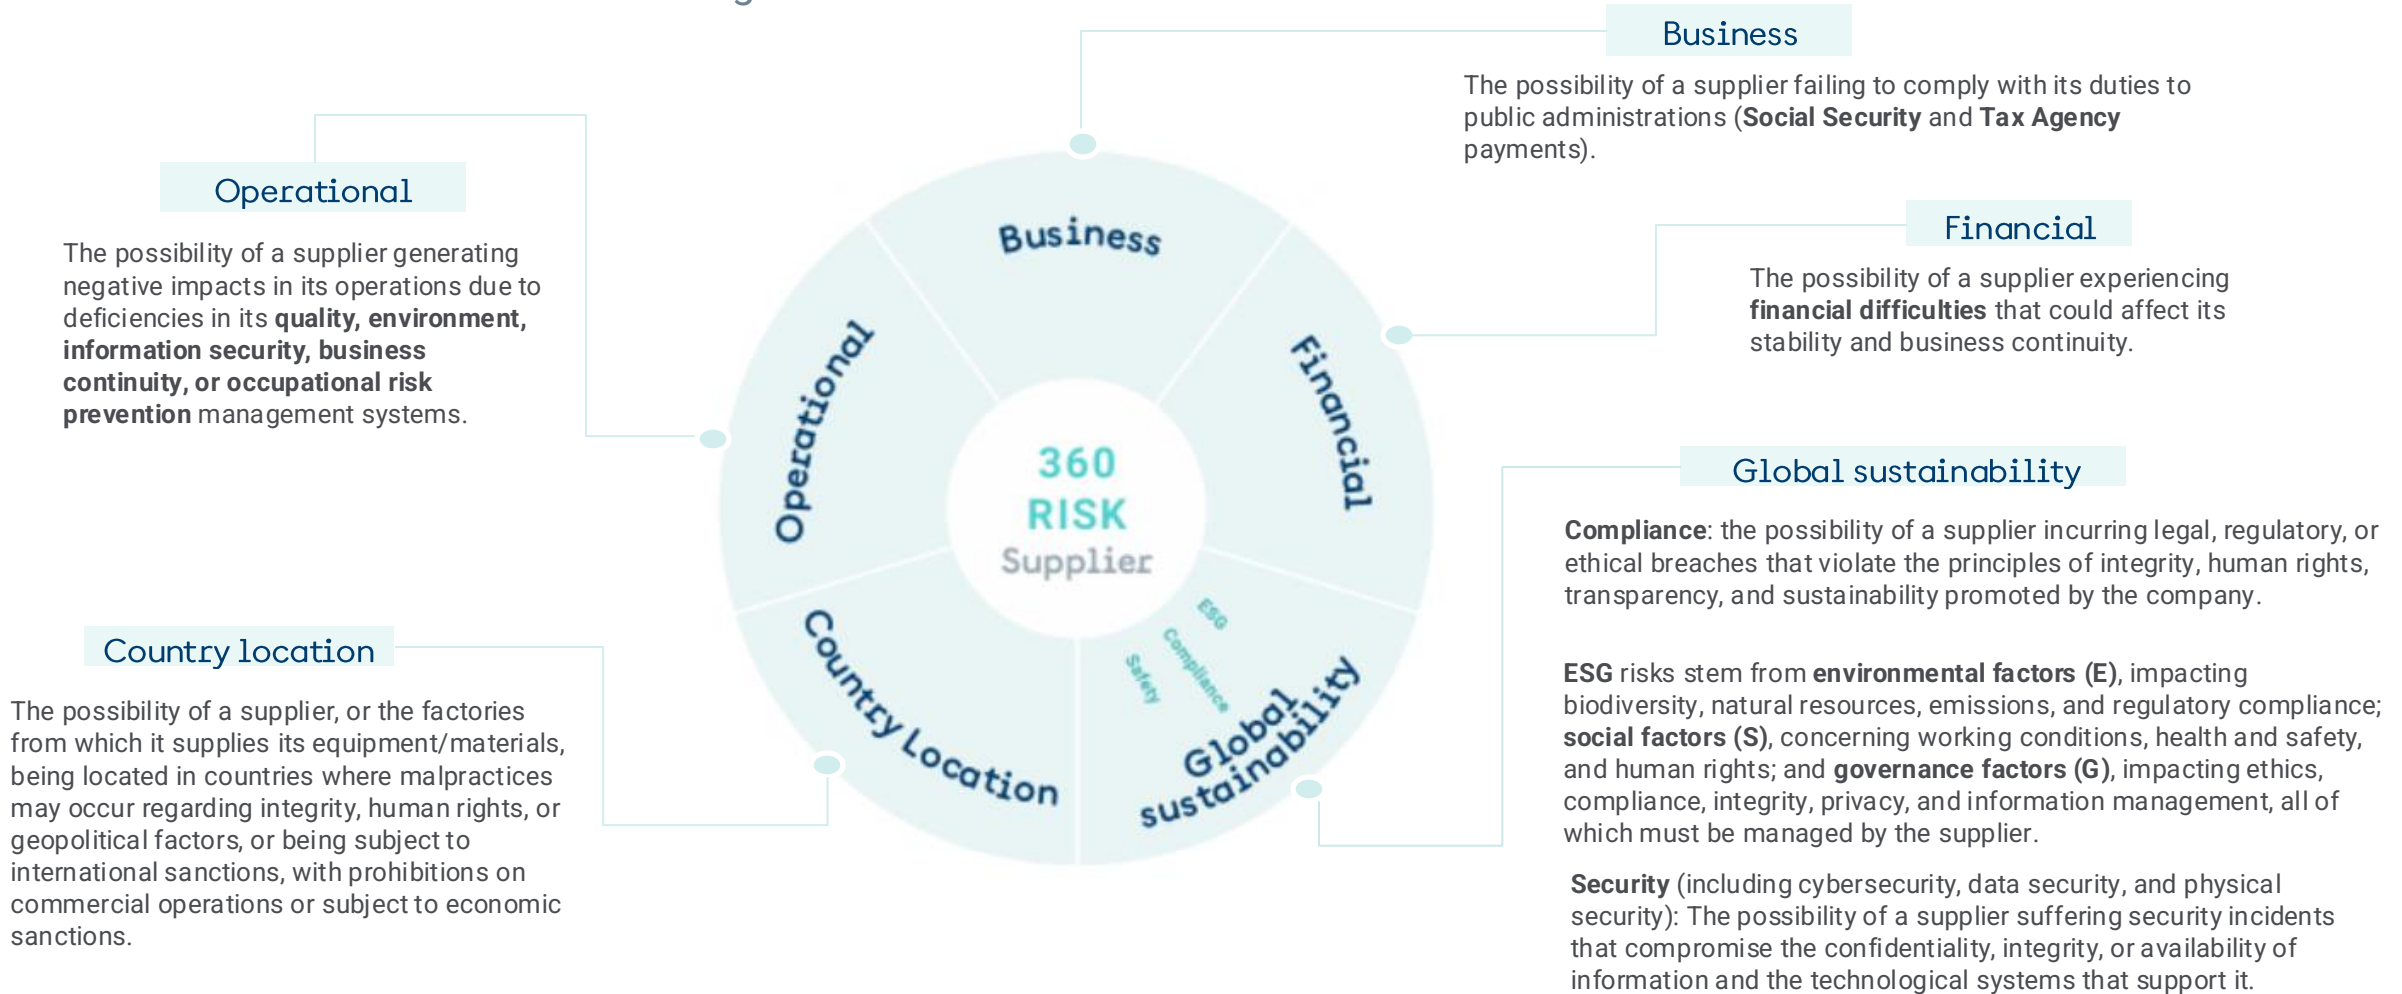 Business
The possibility of a supplier failing to comply with its duties to
public administrations (Social Security and Tax Agency
payments).
Operational
The possibility of a supplier generating
negative impacts in its operations due to
deficiencies in its quality, environment,
information security, business
continuity, or occupational risk
prevention management systems.
Financial
The possibility of a supplier experiencing
financial difficulties that could affect its
stability and business continuity.
Business
Operational
Financial
360
RISK
Supplier
Country Location
ESG
Compliance
Safety
Global
sustainability
Global sustainability
Compliance: the possibility of a supplier incurring legal, regulatory, or
ethical breaches that violate the principles of integrity, human rights,
transparency, and sustainability promoted by the company.
ESG risks stem from environmental factors (E), impacting
biodiversity, natural resources, emissions, and regulatory compliance;
social factors (S), concerning working conditions, health and safety,
and human rights; and governance factors (G), impacting ethics,
compliance, integrity, privacy, and information management, all of
which must be managed by the supplier.
Security (including cybersecurity, data security, and physical
security): The possibility of a supplier suffering security incidents
that compromise the confidentiality, integrity, or availability of
information and the technological systems that support it.
Country location
The possibility of a supplier, or the factories
from which it supplies its equipment/materials,
being located in countries where malpractices
may occur regarding integrity, human rights, or
geopolitical factors, or being subject to
international sanctions, with prohibitions on
commercial operations or subject to economic
sanctions.